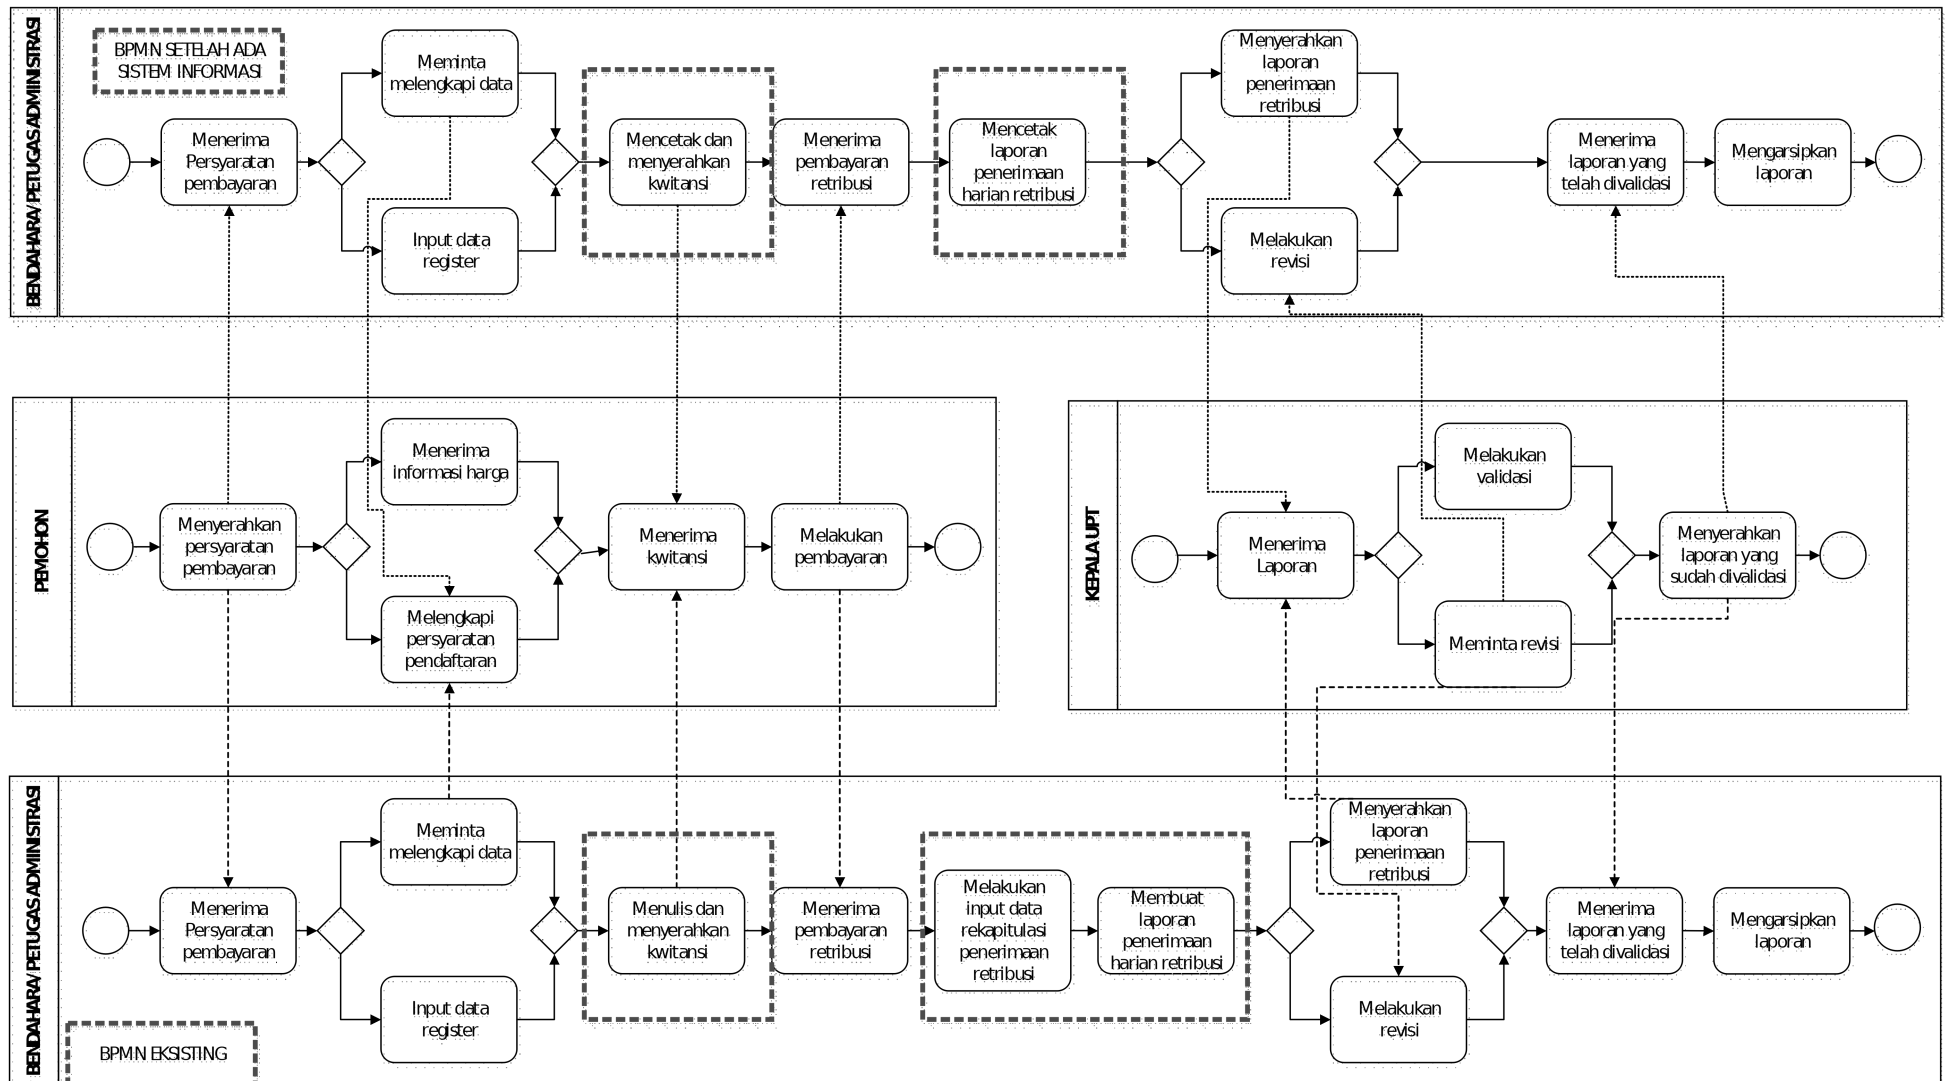 BENDAHARA/ PETUGAS ADMINISTRASI
BPMN SETELAH ADA
SISTEM INFORMASI
Menerima
Persyaratan
pembayaran
Meminta
melengkapi data
Input data
register
Mencetak dan
menyerahkan
kwitansi
Menerima
pembayaran
retribusi
Mencetak
laporan
penerimaan
harian retribusi
Menyerahkan
laporan
penerimaan
retribusi
Melakukan
revisi
Menerima
laporan yang
telah divalidasi
Mengarsipkan
laporan
PEMOHON
Menyerahkan
persyaratan
pembayaran
Menerima
informasi harga
Melengkapi
persyaratan
pendaftaran
Menerima
kwitansi
Melakukan
pembayaran
KEPALA UPT
Menerima
Laporan
Melakukan
validasi
Meminta revisi
Menyerahkan
laporan yang
sudah divalidasi
BENDAHARA/ PETUGAS ADMINISTRASI
Menerima
Persyaratan
pembayaran
Meminta
melengkapi data
Input data
register
Menulis dan
menyerahkan
kwitansi
Menerima
pembayaran
retribusi
Melakukan
input data
rekapitulasi
penerimaan
retribusi
Membuat
laporan
penerimaan
harian retribusi
Menyerahkan
laporan
penerimaan
retribusi
Melakukan
revisi
Menerima
laporan yang
telah divalidasi
Mengarsipkan
laporan
BPMN EKSISTING